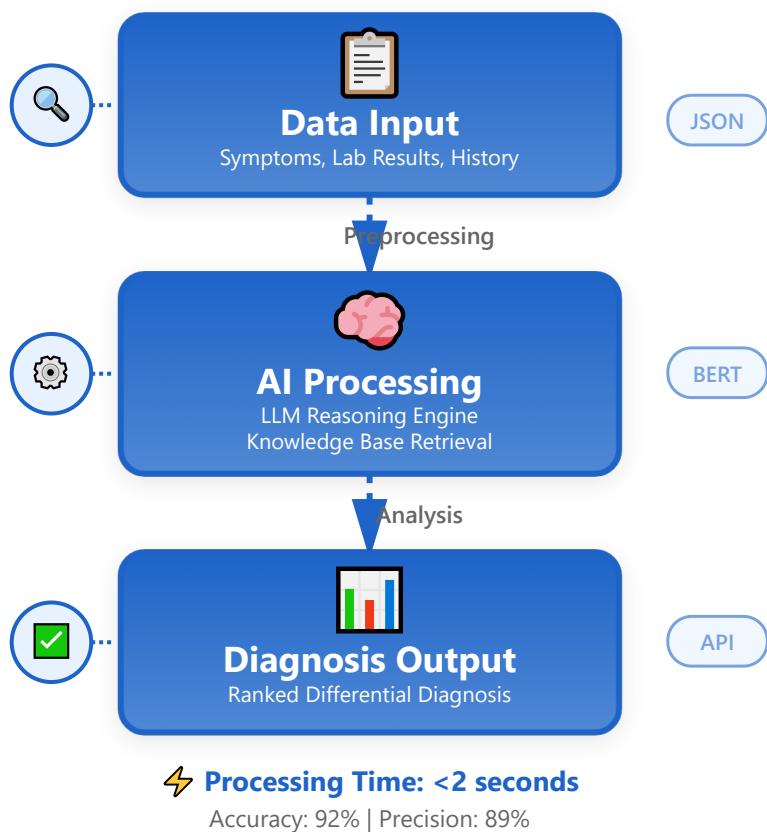 Data Input
Symptoms, Lab Results, History
JSON
Preprocessing
AI Processing
LLM Reasoning Engine
Knowledge Base Retrieval
BERT
Analysis
Diagnosis Output
Ranked Differential Diagnosis
API
Processing Time: <2 seconds
Accuracy: 92% | Precision: 89%